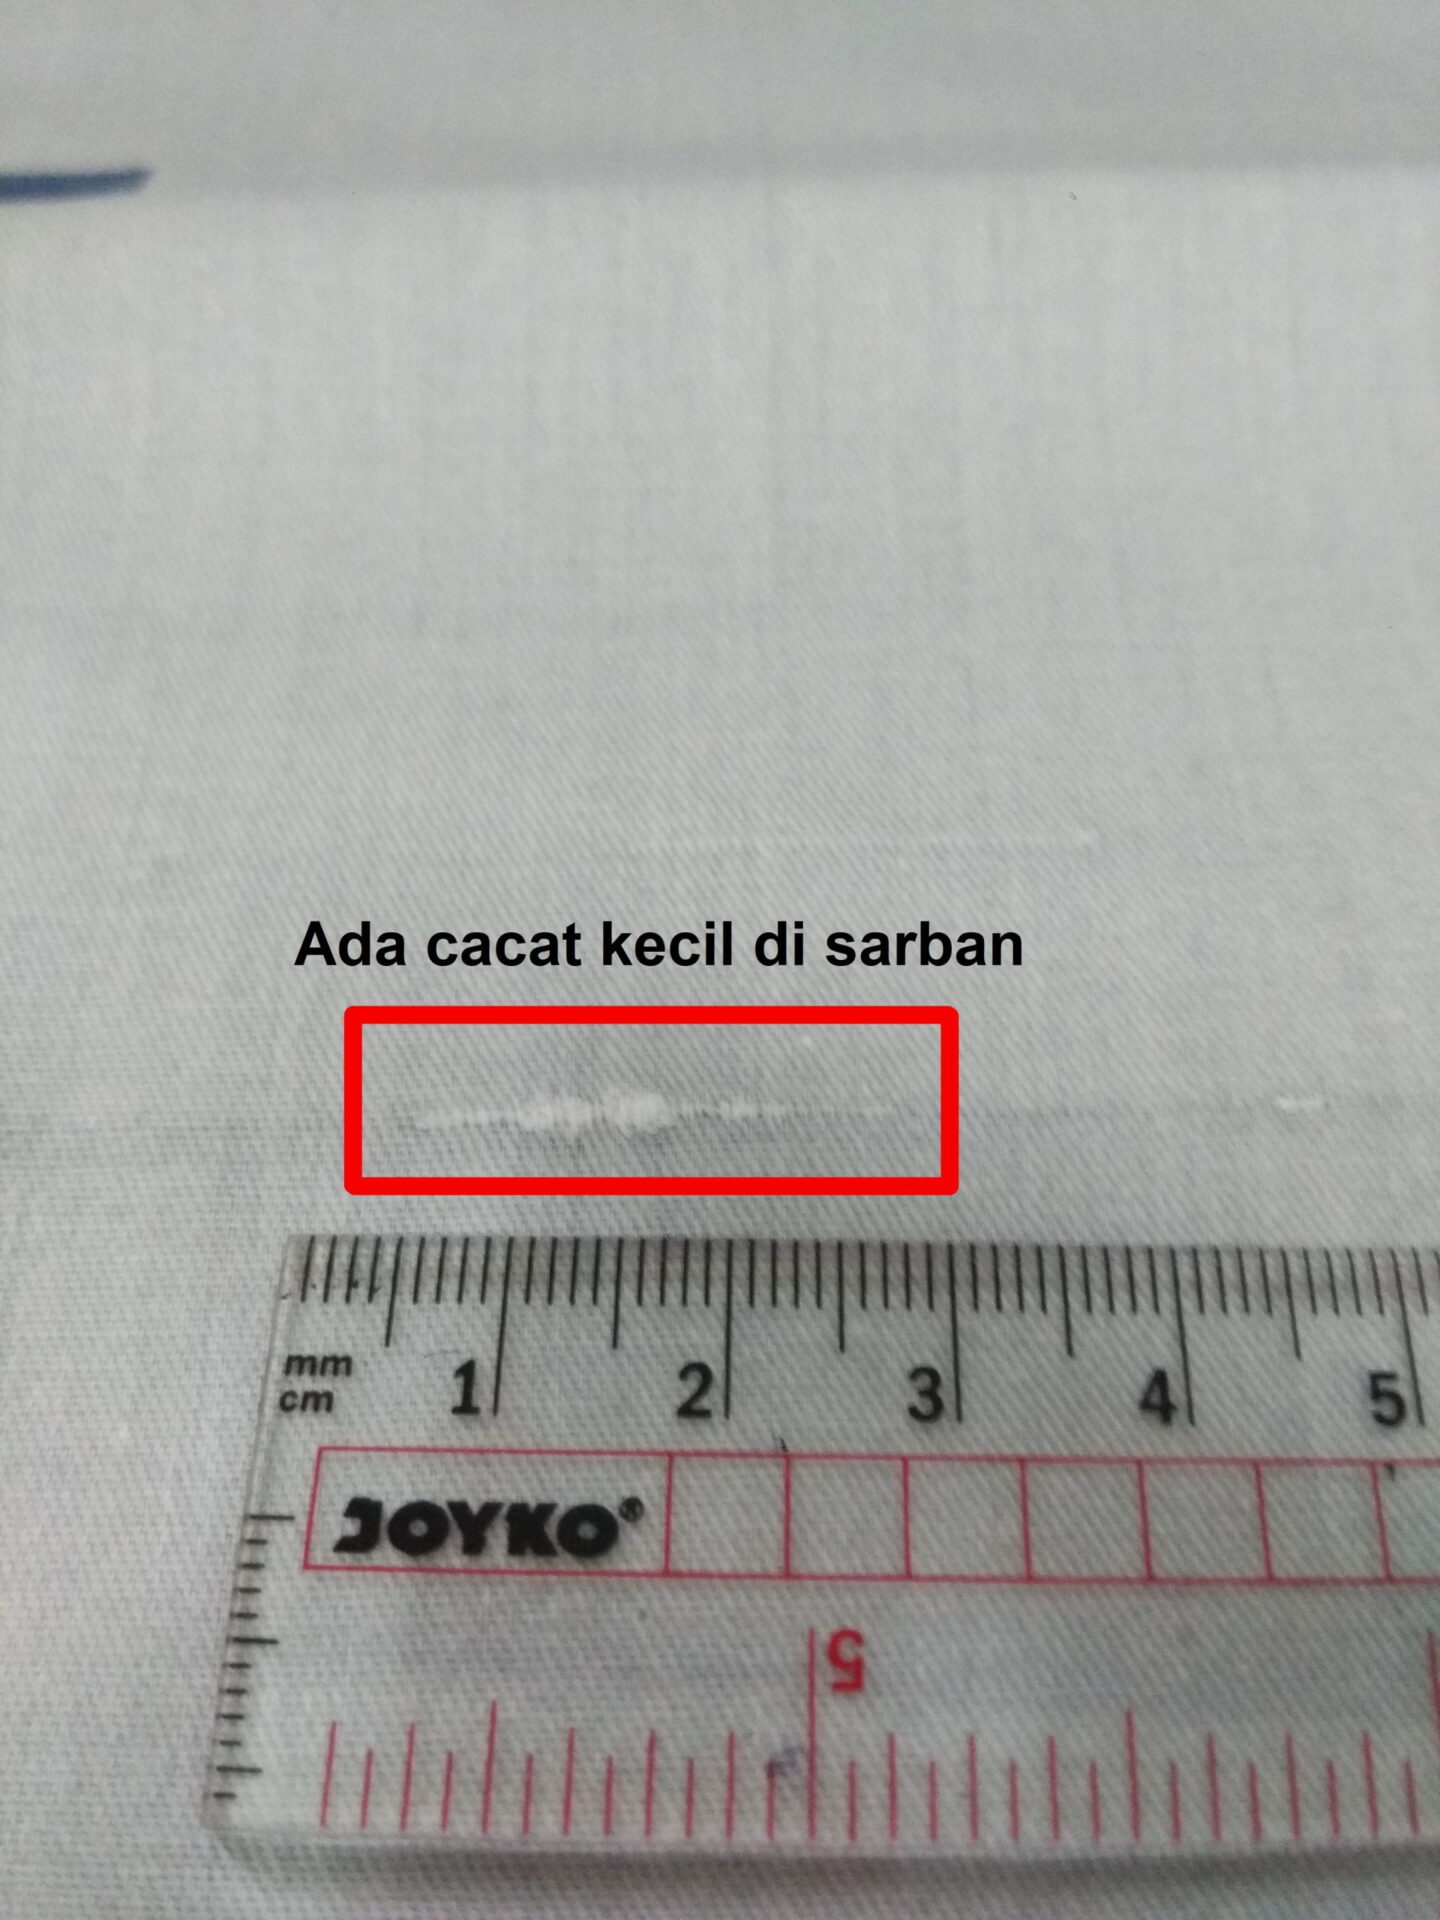 Ada cacat kecil di sarban
mm
cm
1 2 3 4 5
JOYKO®
5